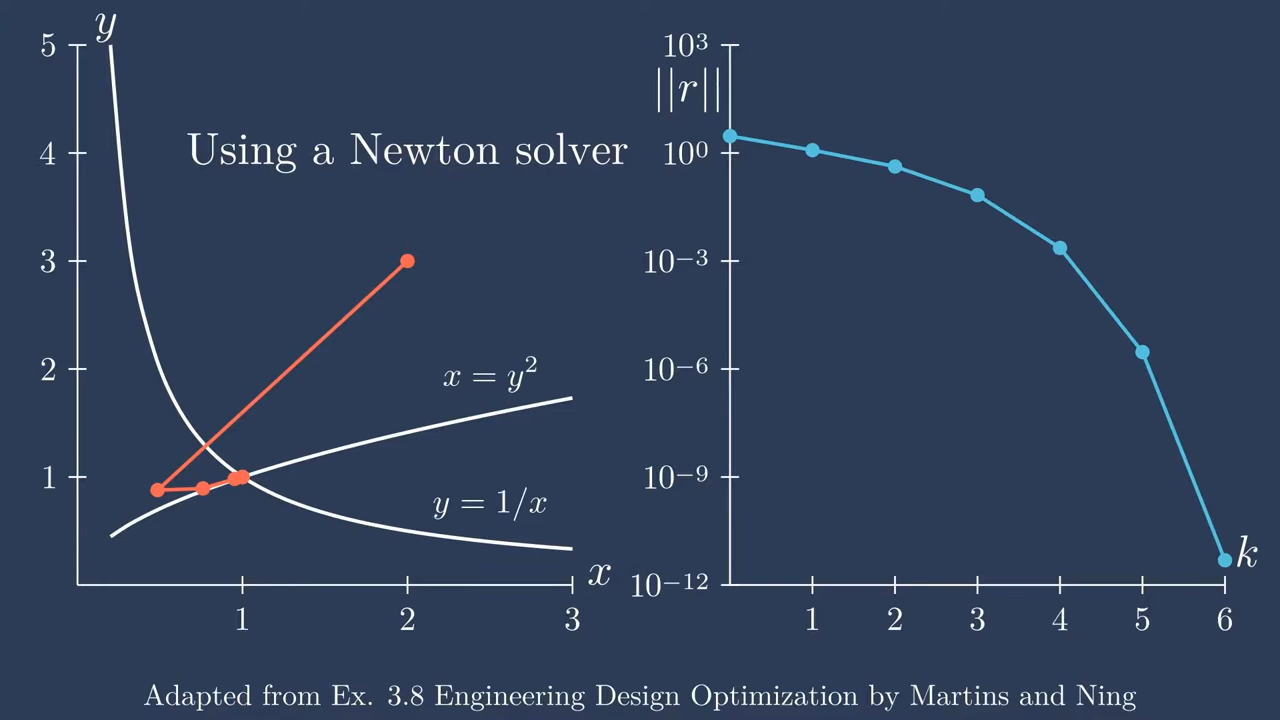 y
5
4
3
2
1
Using a Newton solver
x = y²
y = 1/x
x
1
2
3
10³
||r||
10⁰
10⁻³
10⁻⁶
10⁻⁹
10⁻¹²
k
1
2
3
4
5
6
Adapted from Ex. 3.8 Engineering Design Optimization by Martins and Ning